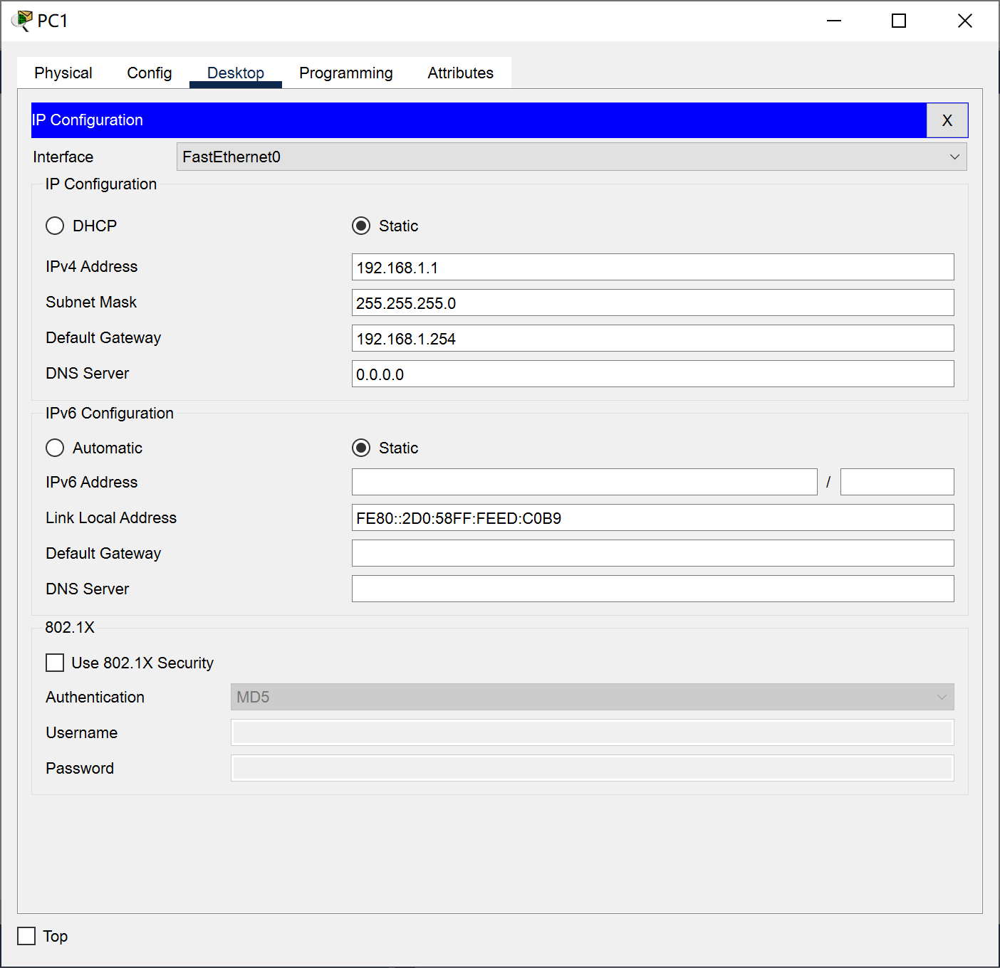 PC1
Physical Config Desktop Programming Attributes
IP Configuration X
Interface FastEthernet0
IP Configuration
DHCP Static
IPv4 Address 192.168.1.1
Subnet Mask 255.255.255.0
Default Gateway 192.168.1.254
DNS Server 0.0.0.0
IPv6 Configuration
Automatic Static
IPv6 Address /
Link Local Address FE80::2D0:58FF:FEED:C0B9
Default Gateway
DNS Server
802.1X
Use 802.1X Security
Authentication MD5
Username
Password
Top